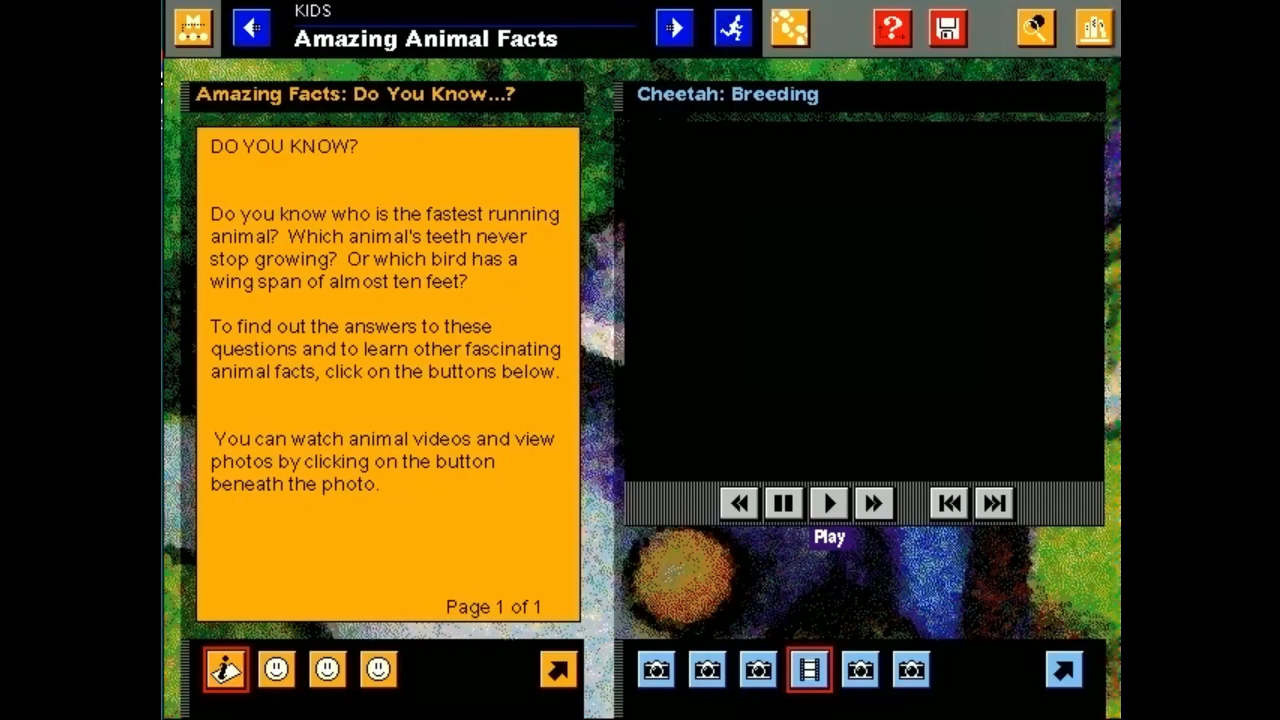 KIDS
Amazing Animal Facts
?
Amazing Facts: Do You Know...?
DO YOU KNOW?
Do you know who is the fastest running
animal?  Which animal's teeth never
stop growing?  Or which bird has a
wing span of almost ten feet?
To find out the answers to these
questions and to learn other fascinating
animal facts, click on the buttons below.
You can watch animal videos and view
photos by clicking on the button
beneath the photo.
Page 1 of 1
Cheetah: Breeding
Play